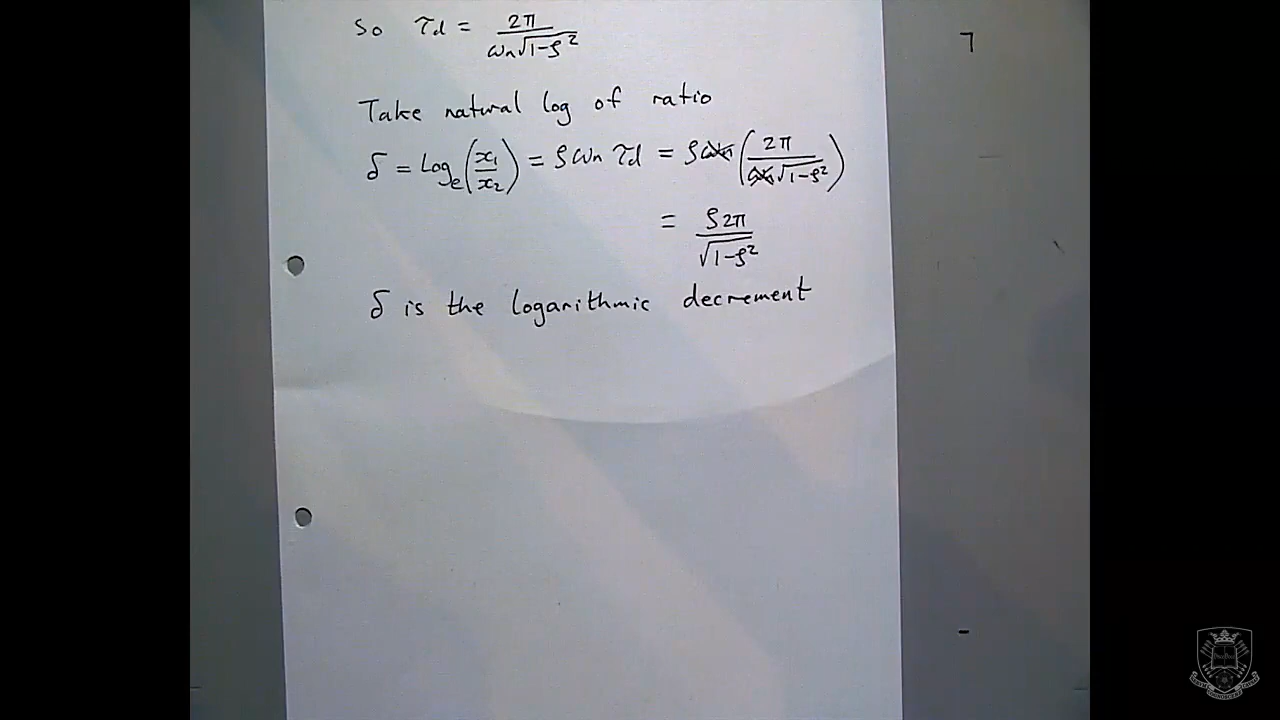 So τd = 2π / ωn√1-ζ²
7
Take natural log of ratio
δ = Loge(x1/x2) = ζωn τd = ζωn (2π / ωn√1-ζ²)
= ζ2π / √1-ζ²
δ is the logarithmic decrement